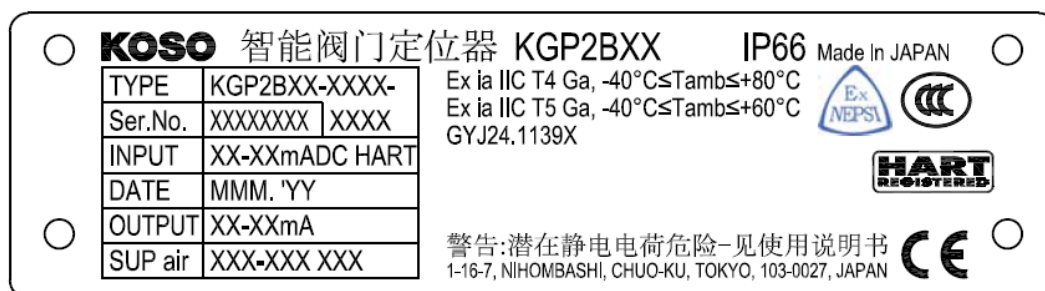 KOSO 智能阀门定位器 KGP2BXX IP66 Made In JAPAN
TYPE KGP2BXX-XXXX-
Ser.No. XXXXXXXX XXXX
INPUT XX-XXmADC HART
DATE MMM. 'YY
OUTPUT XX-XXmA
SUP air XXX-XXX XXX
Ex ia IIC T4 Ga, -40°C≤Tamb≤+80°C
Ex ia IIC T5 Ga, -40°C≤Tamb≤+60°C
GYJ24.1139X
Ex
NEPSI
CCC
HART
REGISTERED
警告:潜在静电电荷危险-见使用说明书
1-16-7, NIHOMBASHI, CHUO-KU, TOKYO, 103-0027, JAPAN
CE